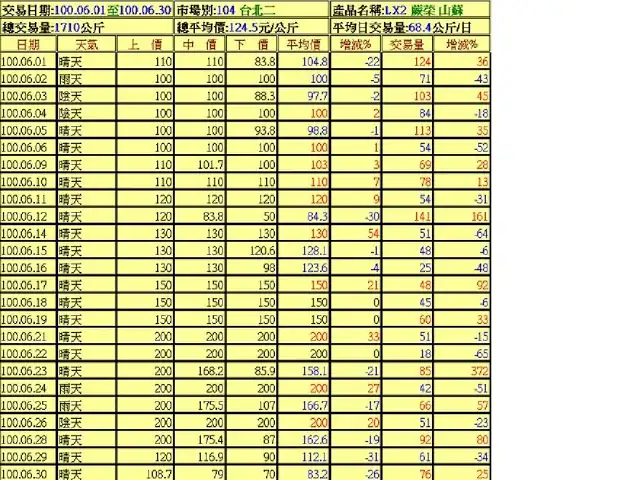 交易日期:100.06.01至100.06.30 市場別:104 台北二 產品名稱:LX2 蕨榮 山蘇
總交易量:1710公斤 總平均價:124.5元/公斤 平均日交易量:68.4公斤/日
日期 天氣 上 價 中 價 下 價 平均價 增減% 交易量 增減%
100.06.01 晴天 110 110 83.8 104.8 -22 124 36
100.06.02 雨天 100 100 100 100 -5 71 -43
100.06.03 陰天 100 100 88.3 97.7 -2 103 45
100.06.04 陰天 100 100 100 100 2 84 -18
100.06.05 晴天 100 100 93.8 98.8 -1 113 35
100.06.06 晴天 100 100 100 100 1 54 -52
100.06.09 晴天 110 101.7 100 103 3 69 28
100.06.10 晴天 110 110 110 110 7 78 13
100.06.11 晴天 120 120 120 120 9 54 -31
100.06.12 晴天 120 83.8 50 84.3 -30 141 161
100.06.14 晴天 130 130 130 130 54 51 -64
100.06.15 晴天 130 130 120.6 128.1 -1 48 -6
100.06.16 晴天 130 130 98 123.6 -4 25 -48
100.06.17 晴天 150 150 150 150 21 48 92
100.06.18 晴天 150 150 150 150 0 45 -6
100.06.19 晴天 150 150 150 150 0 60 33
100.06.21 晴天 200 200 200 200 33 51 -15
100.06.22 晴天 200 200 200 200 0 18 -65
100.06.23 晴天 200 168.2 85.9 158.1 -21 85 372
100.06.24 雨天 200 200 200 200 27 42 -51
100.06.25 雨天 200 175.5 107 166.7 -17 66 57
100.06.26 陰天 200 200 200 200 20 51 -23
100.06.28 晴天 200 175.4 87 162.6 -19 92 80
100.06.29 晴天 120 116.9 90 112.1 -31 61 -34
100.06.30 晴天 108.7 79 70 83.2 -26 76 25